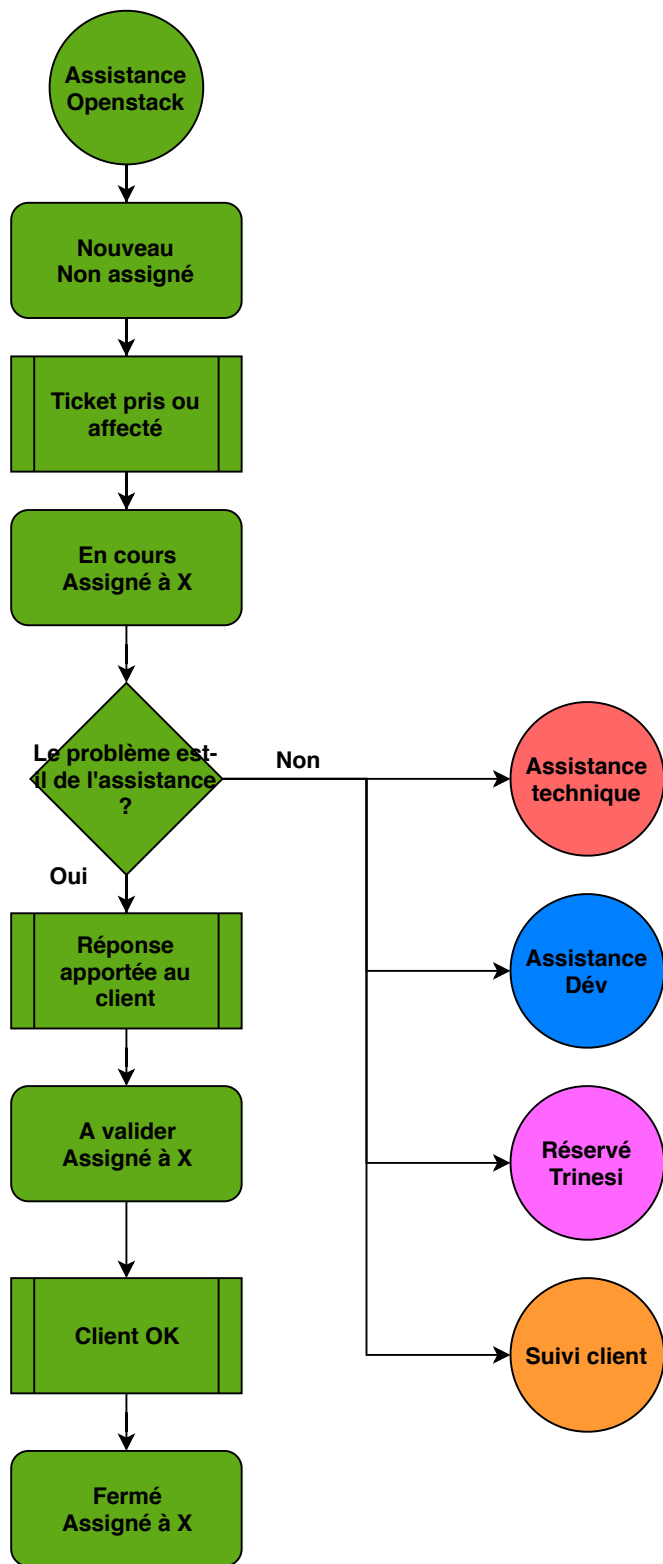 Assistance
Openstack
Nouveau
Non assigné
Ticket pris ou
affecté
En cours
Assigné à X
Le problème est-
il de l'assistance
?
Non
Oui
Assistance
technique
Réponse
apportée au
client
Assistance
Dév
A valider
Assigné à X
Réservé
Trinesi
Client OK
Suivi client
Fermé
Assigné à X